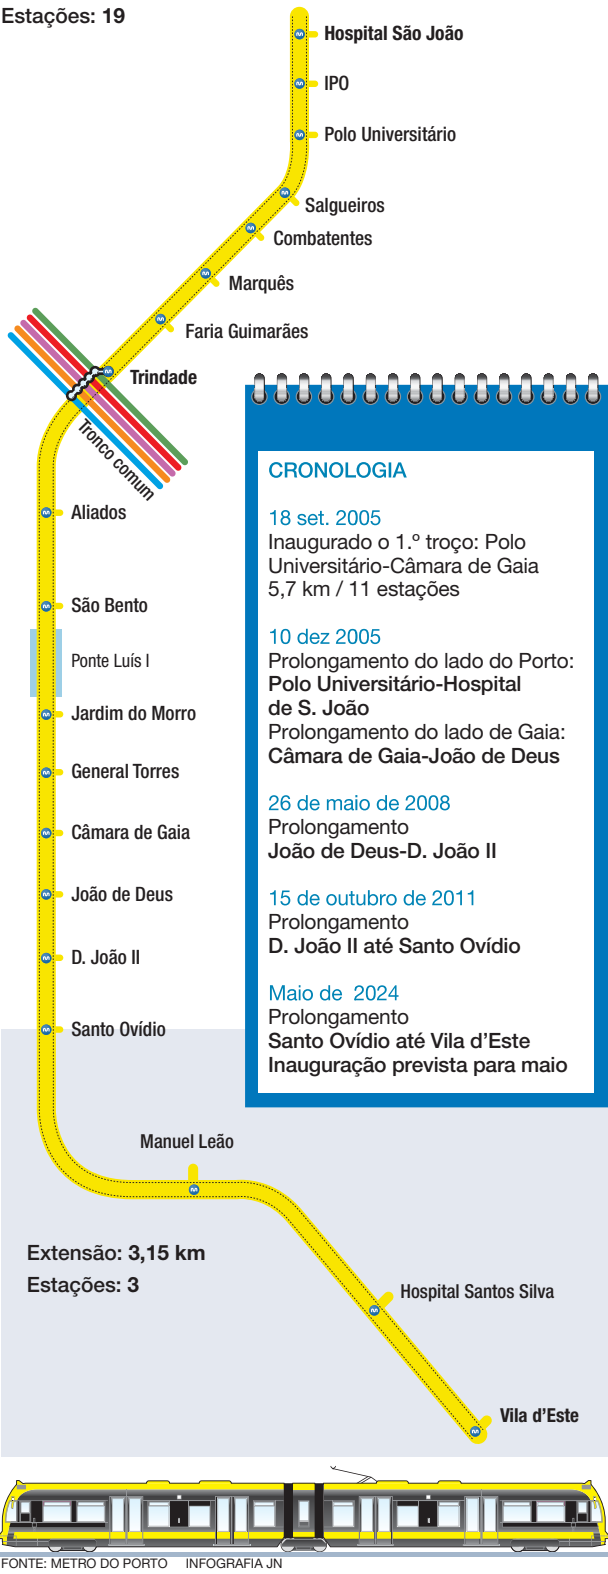 Estações: 19
Hospital São João
IPO
Polo Universitário
Salgueiros
Combatentes
Marquês
Faria Guimarães
Trindade
Tronco comum
Aliados
São Bento
Ponte Luís I
Jardim do Morro
General Torres
Câmara de Gaia
João de Deus
D. João II
Santo Ovídio
CRONOLOGIA
18 set. 2005
Inaugurado o 1.º troço: Polo
Universitário-Câmara de Gaia
5,7 km / 11 estações
10 dez 2005
Prolongamento do lado do Porto:
Polo Universitário-Hospital
de S. João
Prolongamento do lado de Gaia:
Câmara de Gaia-João de Deus
26 de maio de 2008
Prolongamento
João de Deus-D. João II
15 de outubro de 2011
Prolongamento
D. João II até Santo Ovídio
Maio de 2024
Prolongamento
Santo Ovídio até Vila d’Este
Inauguração prevista para maio
Manuel Leão
Extensão: 3,15 km
Estações: 3
Hospital Santos Silva
Vila d’Este
FONTE: METRO DO PORTO INFOGRAFIA JN